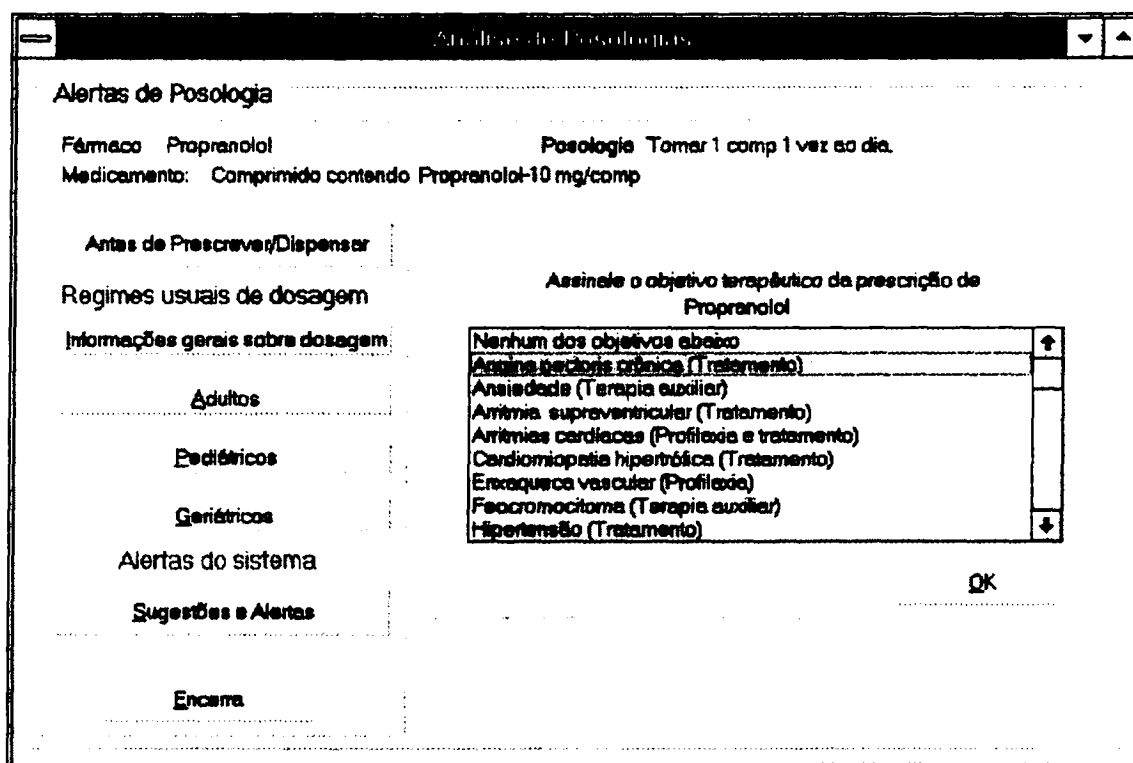 Análise de Posologias
Alertas de Posologia
Fármaco Propranolol
Posologia Tomar 1 comp 1 vez ao dia.
Medicamento: Comprimido contendo Propranolol-10 mg/comp
Antes de Prescrever/Dispensar
Regimes usuais de dosagem
Informações gerais sobre dosagem
Adultos
Pediátricos
Geriátricos
Alertas do sistema
Sugestões e Alertas
Encerra
Assinale o objetivo terapêutico da prescrição de
Propranolol
Nenhum dos objetivos abaixo
Angina pectoris crônica (Tratamento)
Ansiedade (Terapia auxiliar)
Arritmia supraventricular (Tratamento)
Arritmias cardíacas (Profilaxia e tratamento)
Cardiomiopatia hipertrófica (Tratamento)
Enxaqueca vascular (Profilaxia)
Feocromocitoma (Terapia auxiliar)
Hipertensão (Tratamento)
OK